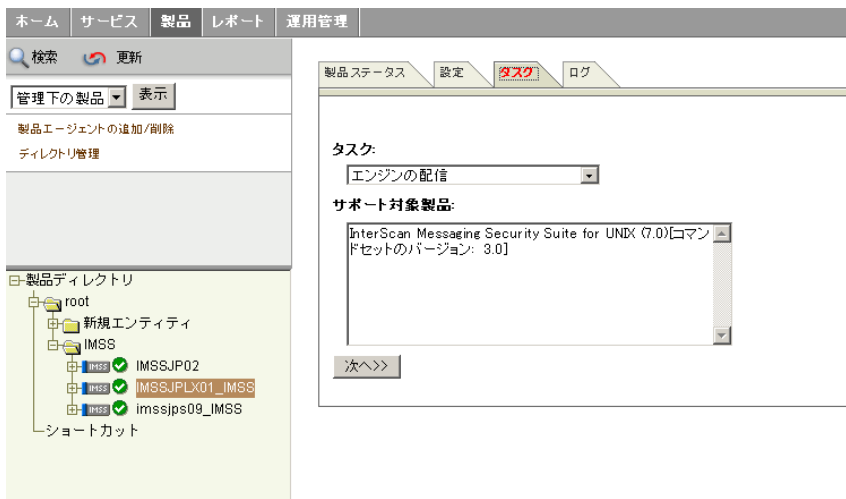 ホーム サービス 製品 レポート 運用管理
検索 更新
管理下の製品 表示
製品エージェントの追加/削除
ディレクトリ管理
製品ステータス 設定 タスク ログ
タスク:
エンジンの配信
サポート対象製品:
InterScan Messaging Security Suite for UNIX (7.0)[コマン
ドセットのバージョン: 3.0]
次へ>>
製品ディレクトリ
root
新規エンティティ
IMSS
IMSS IMSSJP02
IMSS IMSSJPLX01_IMSS
IMSS imssjps09_IMSS
ショートカット